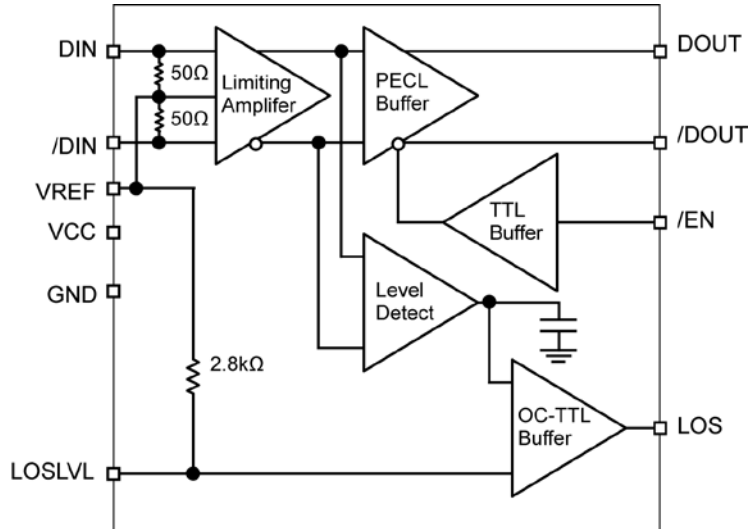 DIN
50Ω
50Ω
/DIN
VREF
VCC
GND
LOSLVL
2.8kΩ
Limiting
Amplifer
PECL
Buffer
TTL
Buffer
Level
Detect
OC-TTL
Buffer
DOUT
/DOUT
/EN
LOS